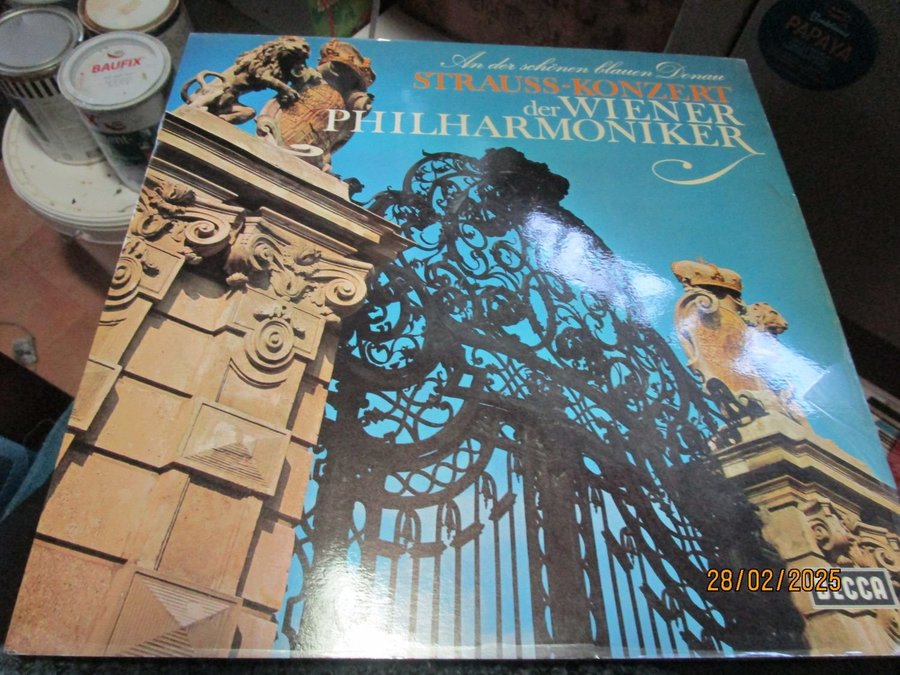 An der schönen blauen Donau
STRAUSS-KONZERT
der WIENER
PHILHARMONIKER
BAUFIX
PAPAYA
28/02/2025
DECCA